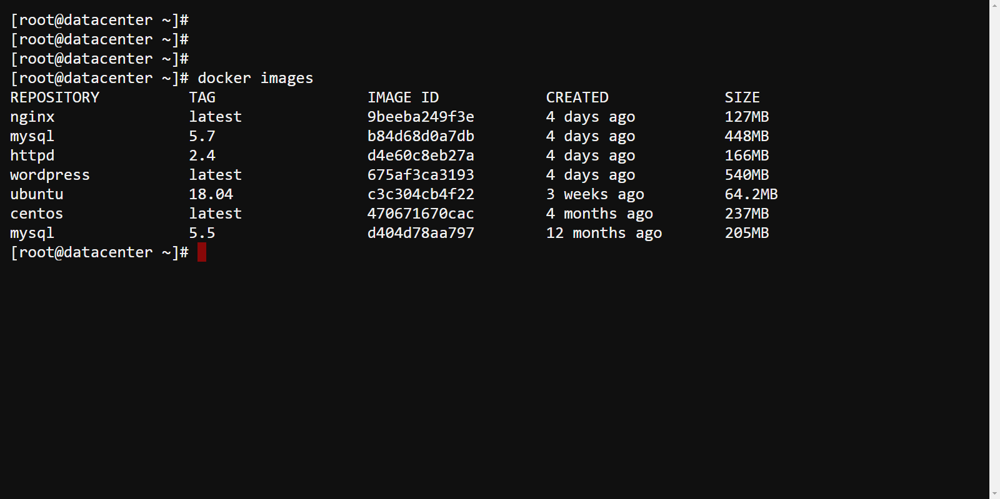 [root@datacenter ~]#
[root@datacenter ~]#
[root@datacenter ~]#
[root@datacenter ~]# docker images
REPOSITORY          TAG                 IMAGE ID            CREATED             SIZE
nginx               latest              9beeba249f3e        4 days ago          127MB
mysql               5.7                 b84d68d0a7db        4 days ago          448MB
httpd               2.4                 d4e60c8eb27a        4 days ago          166MB
wordpress           latest              675af3ca3193        4 days ago          540MB
ubuntu              18.04               c3c304cb4f22        3 weeks ago         64.2MB
centos              latest              470671670cac        4 months ago        237MB
mysql               5.5                 d404d78aa797        12 months ago       205MB
[root@datacenter ~]#